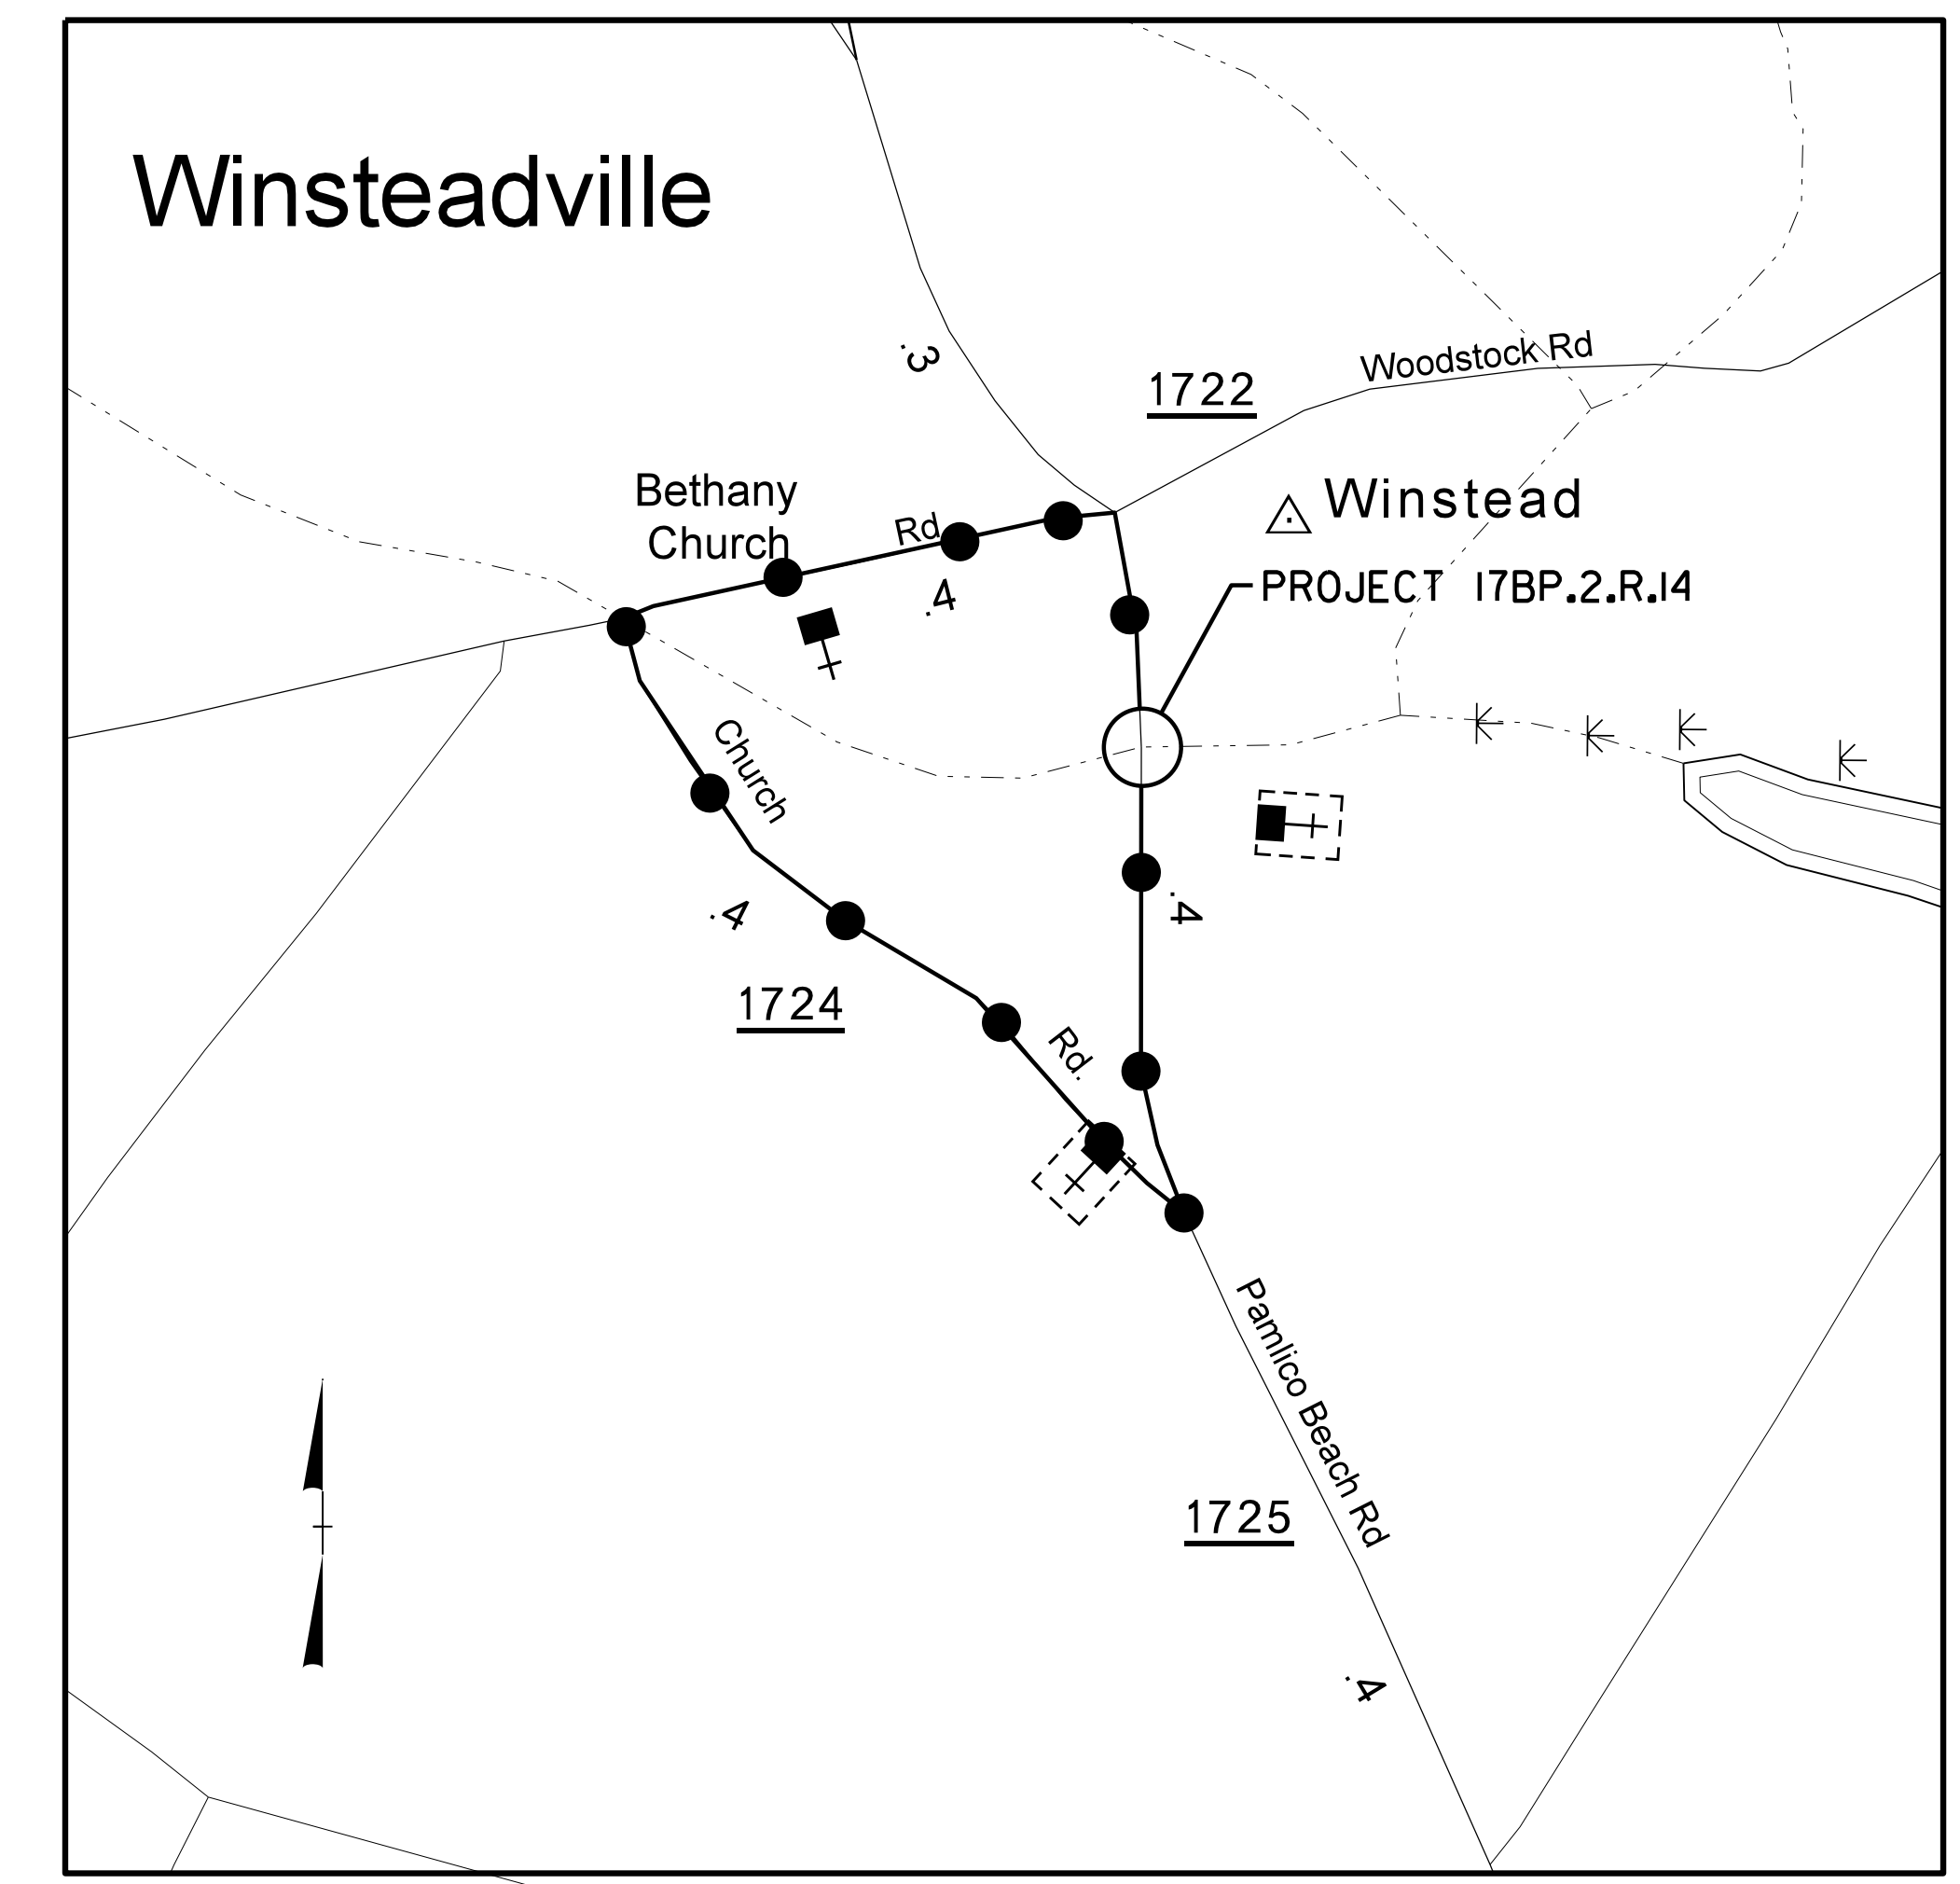 Winsteadville
.3
Woodstock Rd
1722
Bethany
Church
Rd
Winstead
.4
PROJECT 17BP.2.R.14
Church
.4
.4
1724
Rd.
Pamlico Beach Rd
1725
.4